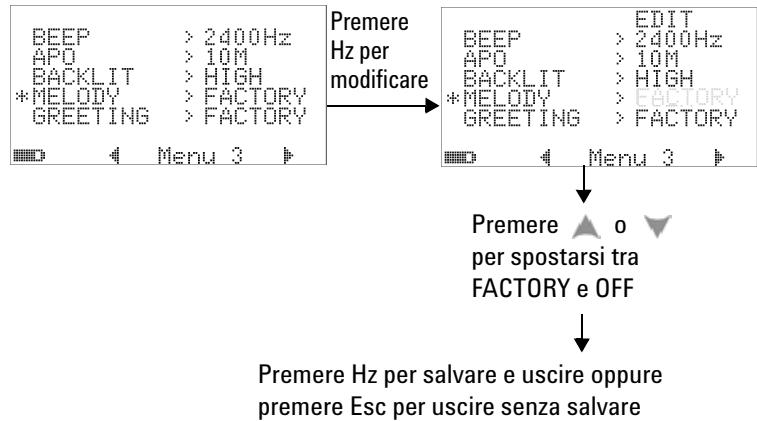 BEEP > 2400Hz
APO > 10M
BACKLIT > HIGH
*MELODY > FACTORY
GREETING > FACTORY
Menu 3
Premere
Hz per
modificare
EDIT
BEEP > 2400Hz
APO > 10M
BACKLIT > HIGH
*MELODY > FACTORY
GREETING > FACTORY
Menu 3
Premere ▲ o ▼
per spostarsi tra
FACTORY e OFF
Premere Hz per salvare e uscire oppure
premere Esc per uscire senza salvare